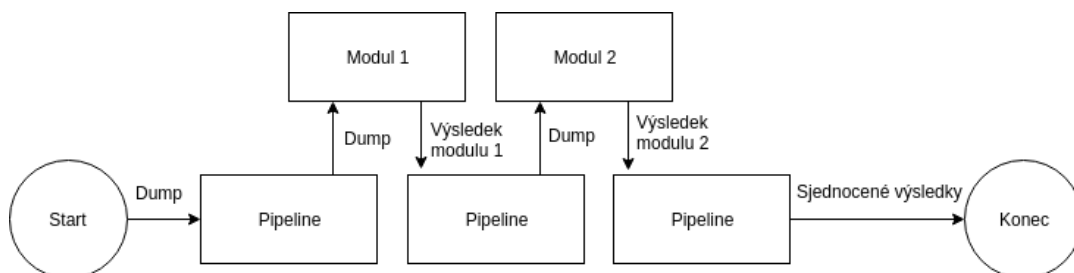 Modul 1
Modul 2
Dump
Výsledek
modulu 1
Dump
Výsledek
modulu 2
Start
Dump
Pipeline
Pipeline
Pipeline
Sjednocené výsledky
Konec